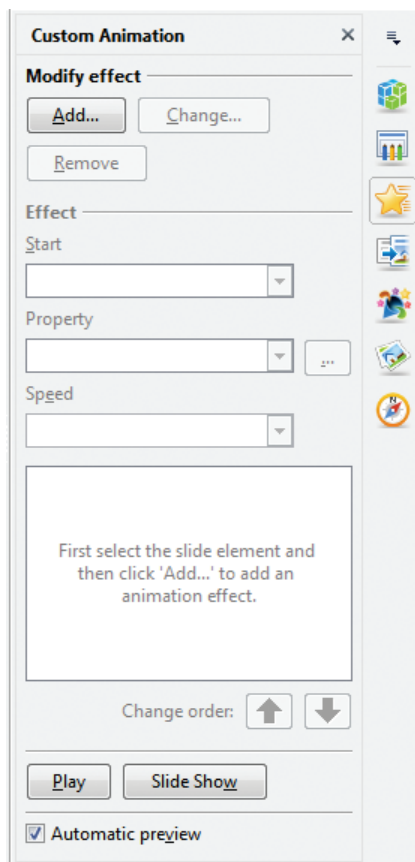 Custom Animation
Modify effect
Add... Change...
Remove
Effect
Start
Property
...
Speed
First select the slide element and
then click 'Add...' to add an
animation effect.
Change order:
Play Slide Show
Automatic preview